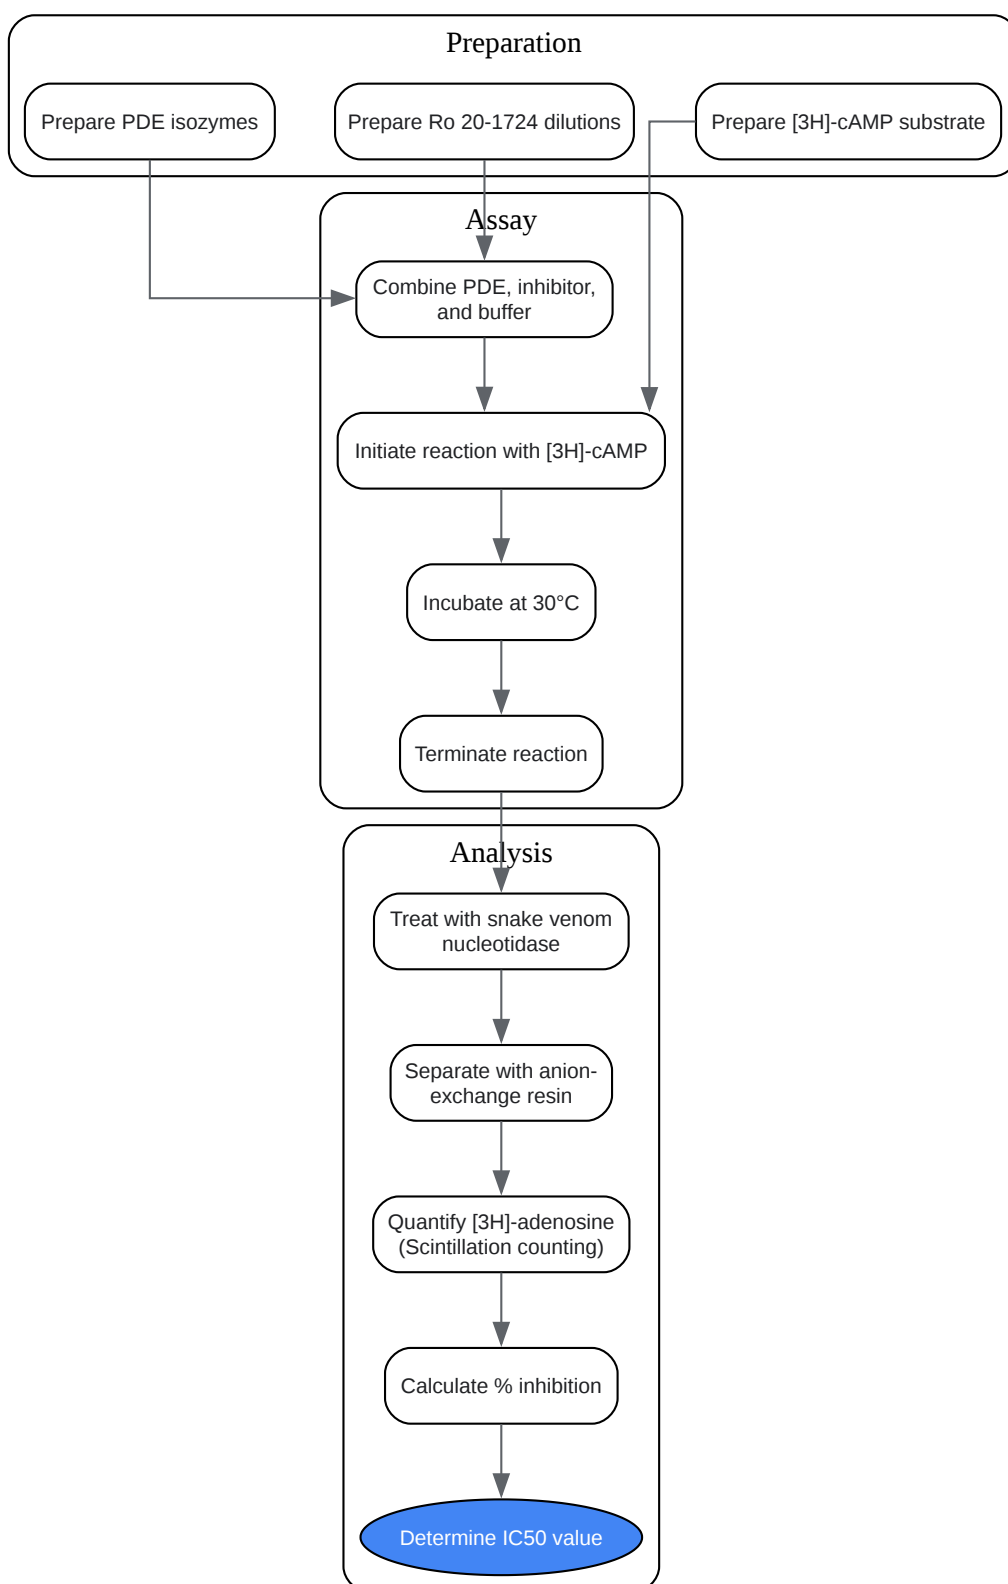 Preparation
Prepare PDE isozymes
Prepare Ro 20-1724 dilutions
Prepare [3H]-cAMP substrate
Assay
Combine PDE, inhibitor,
and buffer
Initiate reaction with [3H]-cAMP
Incubate at 30°C
Terminate reaction
Analysis
Treat with snake venom
nucleotidase
Separate with anion-
exchange resin
Quantify [3H]-adenosine
(Scintillation counting)
Calculate % inhibition
Determine IC50 value